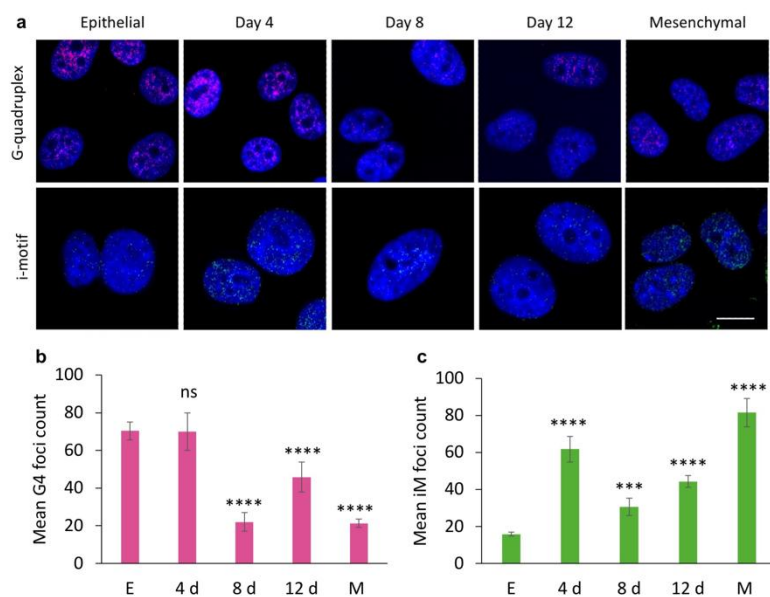 a
Epithelial Day 4 Day 8 Day 12 Mesenchymal
G-quadruplex
i-motif
b
Mean G4 foci count
100
80
60
40
20
0
ns
****
****
****
E 4 d 8 d 12 d M
c
Mean iM foci count
100
80
60
40
20
0
****
***
****
****
E 4 d 8 d 12 d M